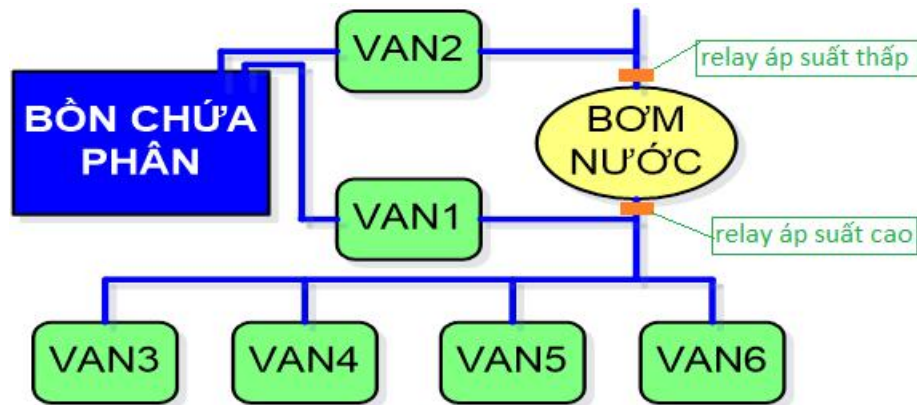 VAN2
relay áp suất thấp
BỒN CHỨA
PHÂN
BƠM
NƯỚC
VAN1
relay áp suất cao
VAN3
VAN4
VAN5
VAN6